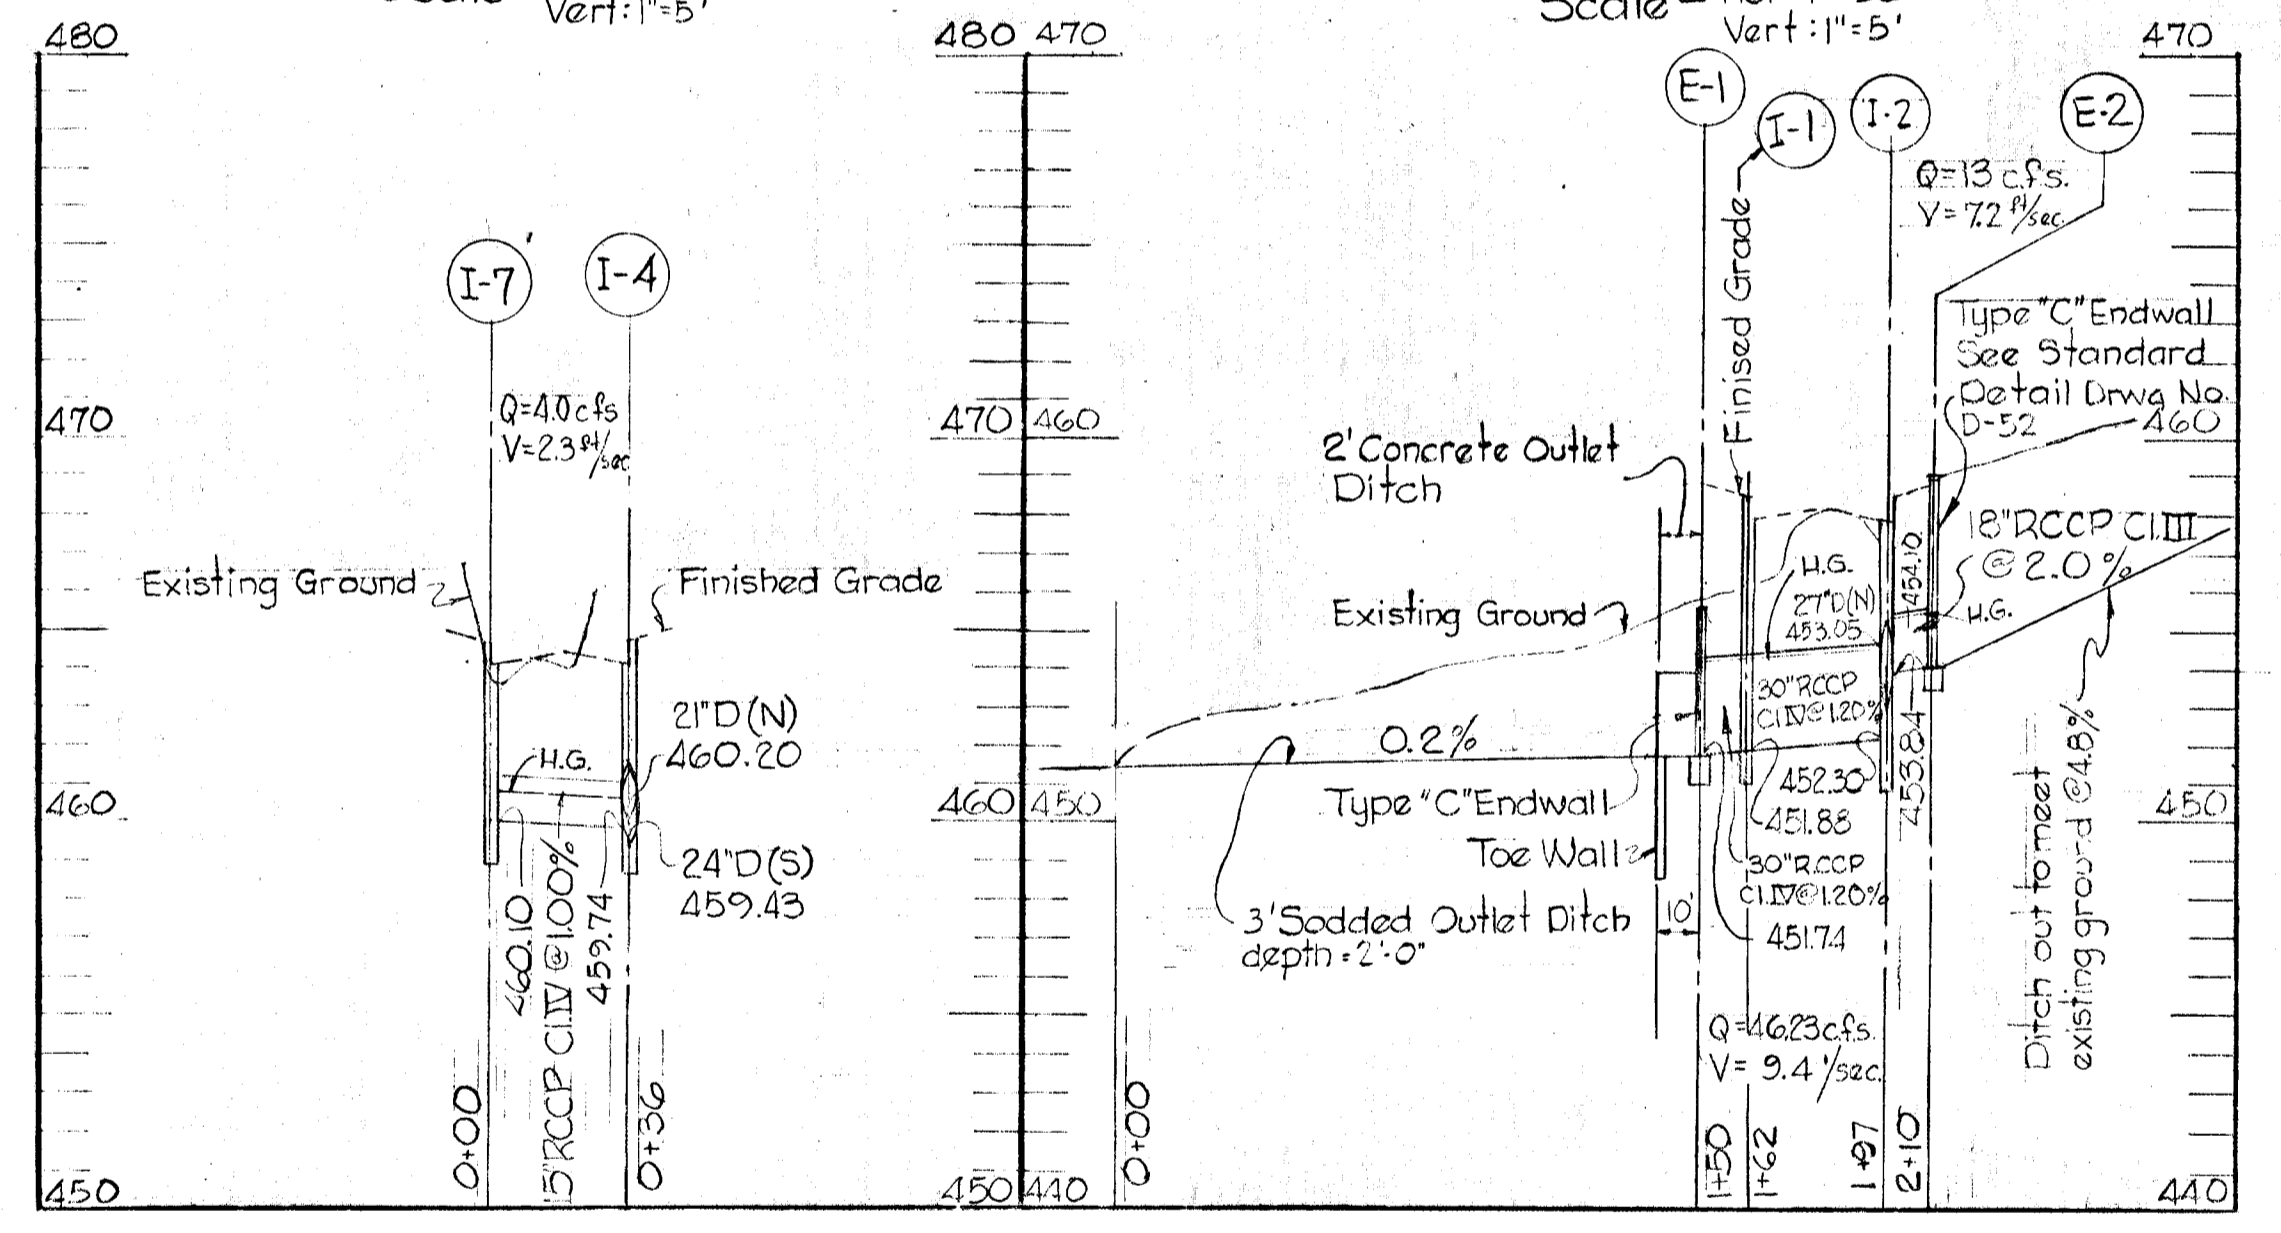 Vert: 1"=5'
480
470
460
450
I-7
I-4
Q=4.0 cfs
V=2.3 ft/sec
Existing Ground
Finished Grade
H.G.
21"D (N)
460.20
24"D (S)
459.43
460.10
15"RCCP Cl.IV @ 1.00%
459.74
0+00
0+36
480
470
460
450
Scale
Vert: 1"=5'
470
460
450
440
E-1
I-1
I-2
E-2
Q=13 c.f.s.
V=7.2 ft/sec.
Finised Grade
Type "C" Endwall
See Standard
Detail Drwg No.
D-52
2' Concrete Outlet
Ditch
18" RCCP Cl.III
@ 2.0%
H.G.
27"D(N)
453.05
454.10
H.G.
Existing Ground
30"RCCP
Cl.IV@1.20%
0.2%
Type "C" Endwall
Toe Wall
452.30
451.88
453.84
30"RCCP
Cl.IV@1.20%
451.74
3' Sodded Outlet Ditch
depth = 2'-0"
10'
Ditch out to meet
existing ground @4.8%
Q=46.23 c.f.s.
V= 9.4 '/sec.
0+00
1+50
1+62
1+97
2+10
470
460
450
440